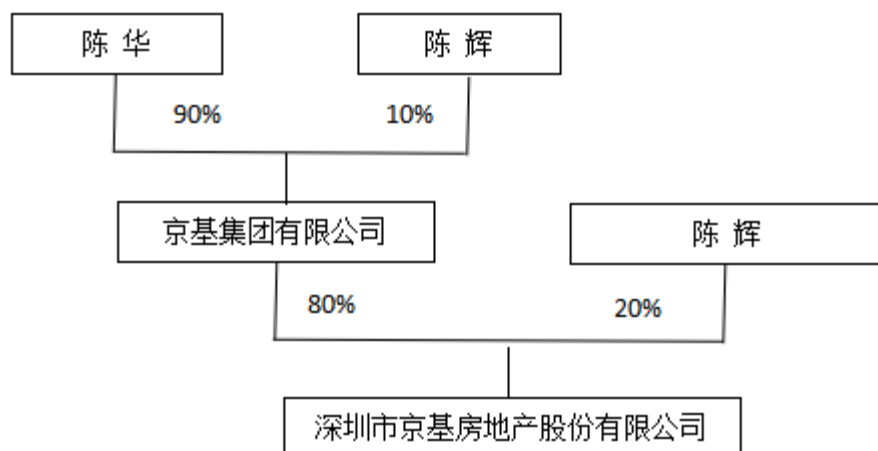 陈 华
陈 辉
90%
10%
京基集团有限公司
陈 辉
80%
20%
深圳市京基房地产股份有限公司